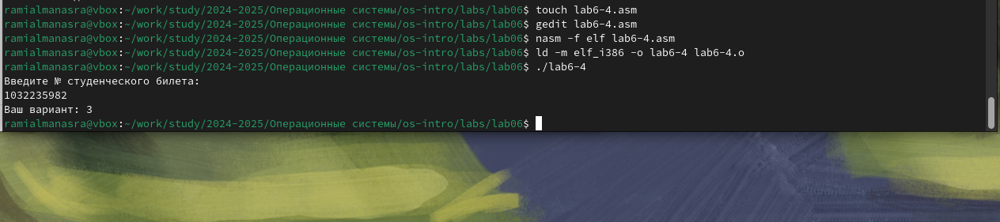 ramialmanasra@vbox:~/work/study/2024-2025/Операционные системы/os-intro/labs/lab06$ touch lab6-4.asm
ramialmanasra@vbox:~/work/study/2024-2025/Операционные системы/os-intro/labs/lab06$ gedit lab6-4.asm
ramialmanasra@vbox:~/work/study/2024-2025/Операционные системы/os-intro/labs/lab06$ nasm -f elf lab6-4.asm
ramialmanasra@vbox:~/work/study/2024-2025/Операционные системы/os-intro/labs/lab06$ ld -m elf_i386 -o lab6-4 lab6-4.o
ramialmanasra@vbox:~/work/study/2024-2025/Операционные системы/os-intro/labs/lab06$ ./lab6-4
Введите № студенческого билета:
1032235982
Ваш вариант: 3
ramialmanasra@vbox:~/work/study/2024-2025/Операционные системы/os-intro/labs/lab06$